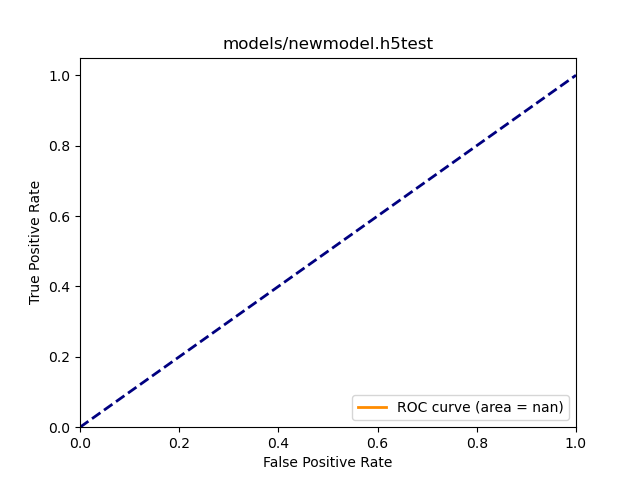 models/newmodel.h5test
True Positive Rate
1.0
0.8
0.6
0.4
0.2
0.0
ROC curve (area = nan)
0.0 0.2 0.4 0.6 0.8 1.0
False Positive Rate